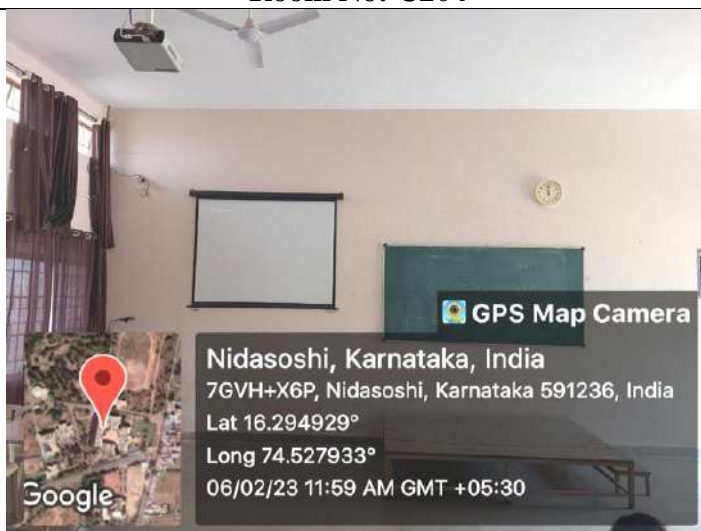 GPS Map Camera
Nidasoshi, Karnataka, India
7GVH+X6P, Nidasoshi, Karnataka 591236, India
Lat 16.294929°
Long 74.527933°
06/02/23 11:59 AM GMT +05:30
Google